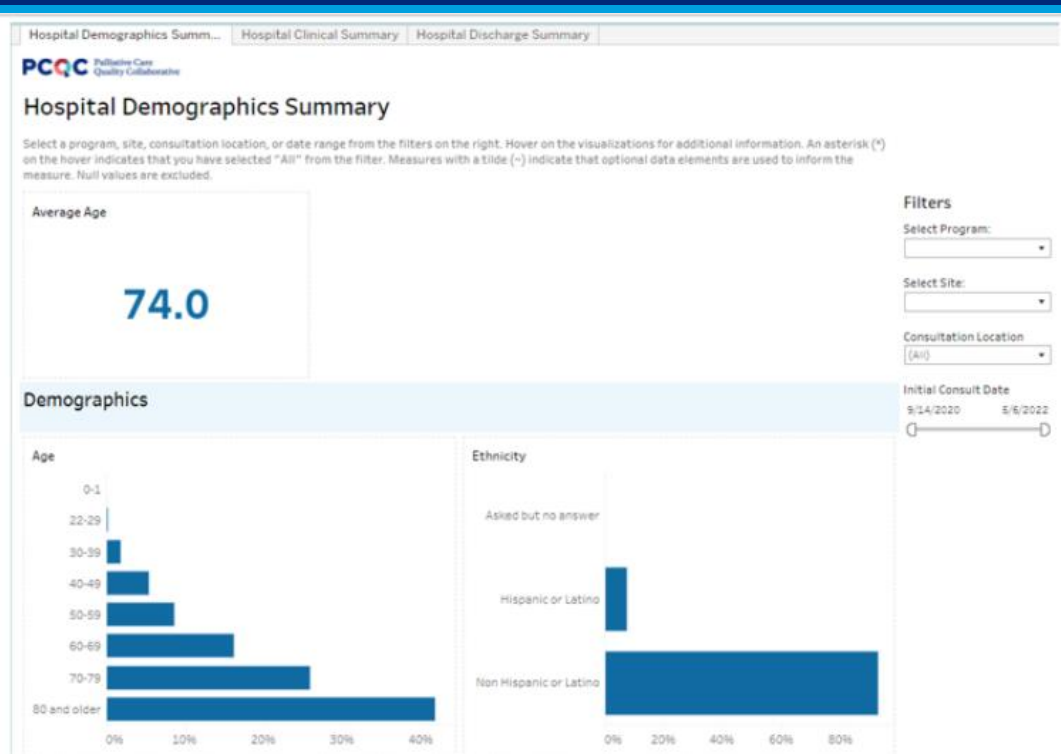 Hospital Demographics Summ...
Hospital Clinical Summary
Hospital Discharge Summary
PCQC Palliative Care
Quality Collaborative
Hospital Demographics Summary
Select a program, site, consultation location, or date range from the filters on the right. Hover on the visualizations for additional information. An asterisk (*)
on the hover indicates that you have selected "All" from the filter. Measures with a tilde (~) indicate that optional data elements are used to inform the
measure. Null values are excluded.
Average Age
74.0
Filters
Select Program:
Select Site:
Consultation Location
(All)
Initial Consult Date
9/14/2020 5/6/2022
Demographics
Age
0-1
22-29
30-39
40-49
50-59
60-69
70-79
80 and older
0% 10% 20% 30% 40%
Ethnicity
Asked but no answer
Hispanic or Latino
Non Hispanic or Latino
0% 20% 40% 60% 80%